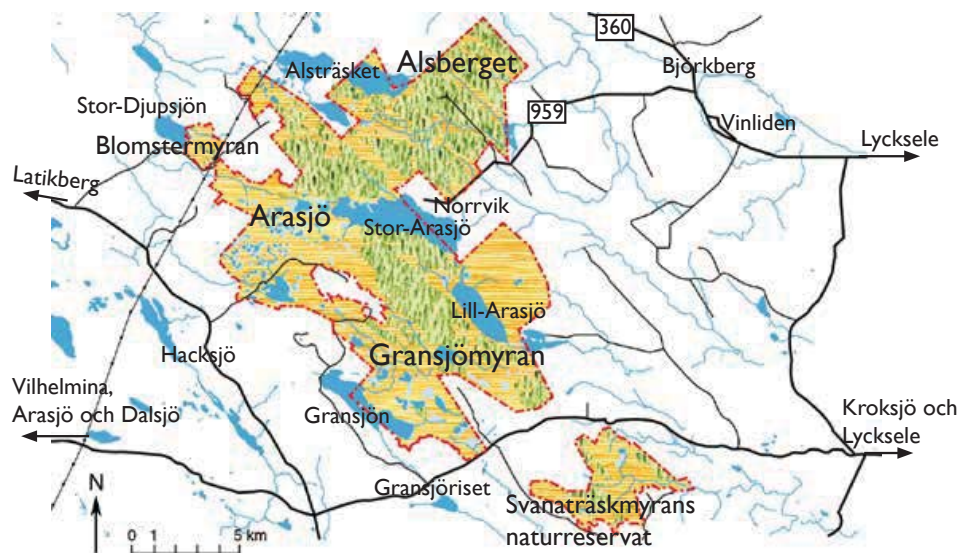 360
Alsberget
Alsträsket
Björkberg
Stor-Djupsjön
959
Vinliden
Blomstermyran
Lycksele
Latikberg
Norrvik
Arasjö
Stor-Arasjö
Lill-Arasjö
Hacksjö
Gransjömyran
Vilhelmina,
Arasjö och Dalsjö
Gransjön
Kroksjö och
Lycksele
N
Gransjöriset
Svanaträskmyrans
naturreservat
0 1 5 km